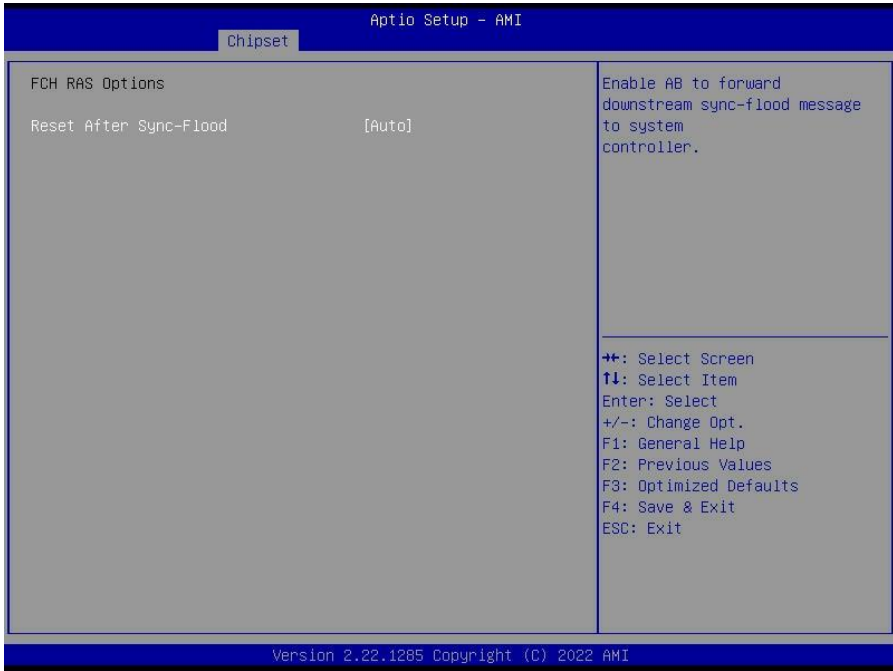 Aptio Setup – AMI
Chipset
FCH RAS Options
Reset After Sync-Flood [Auto]
Enable AB to forward
downstream sync-flood message
to system
controller.
→←: Select Screen
↑↓: Select Item
Enter: Select
+/-: Change Opt.
F1: General Help
F2: Previous Values
F3: Optimized Defaults
F4: Save & Exit
ESC: Exit
Version 2.22.1285 Copyright (C) 2022 AMI